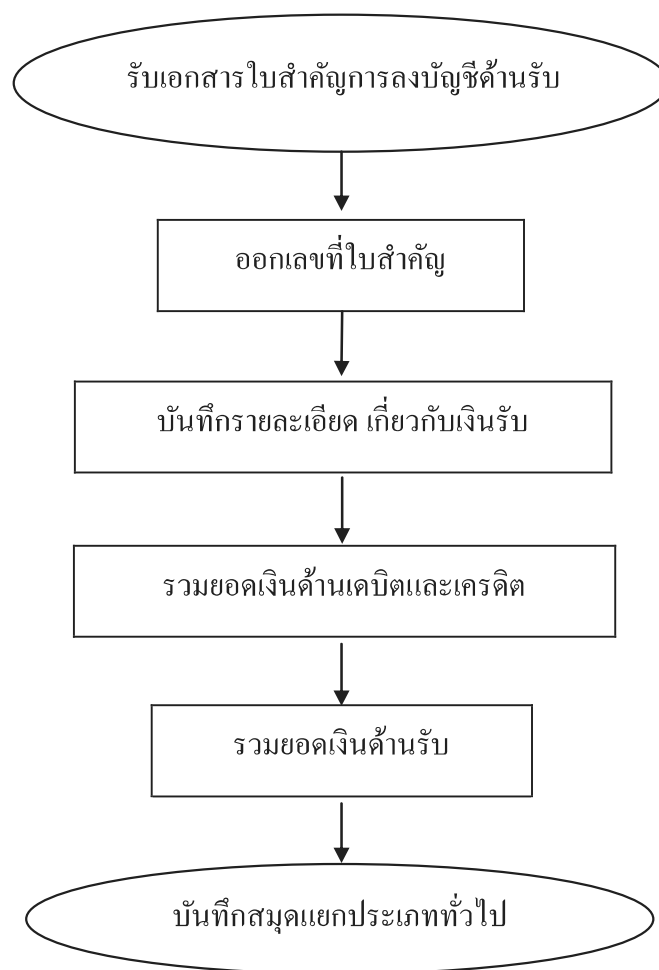 รับเอกสารใบสำคัญการลงบัญชีด้านรับ
ออกเลขที่ใบสำคัญ
บันทึกรายละเอียด เกี่ยวกับเงินรับ
รวมยอดเงินด้านเดบิตและเครดิต
รวมยอดเงินด้านรับ
บันทึกสมุดแยกประเภททั่วไป